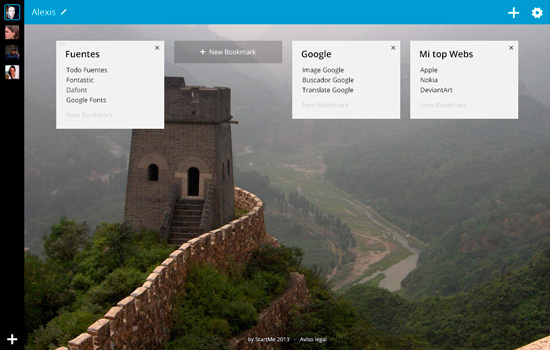 Alexis
Fuentes
Todo Fuentes
Fontastic
Dafont
Google Fonts
New Bookmark
+ New Bookmark
Google
Image Google
Buscador Google
Translate Google
New Bookmark
Mi top Webs
Apple
Nokia
DeviantArt
New Bookmark
by StartMe 2013 - Aviso legal